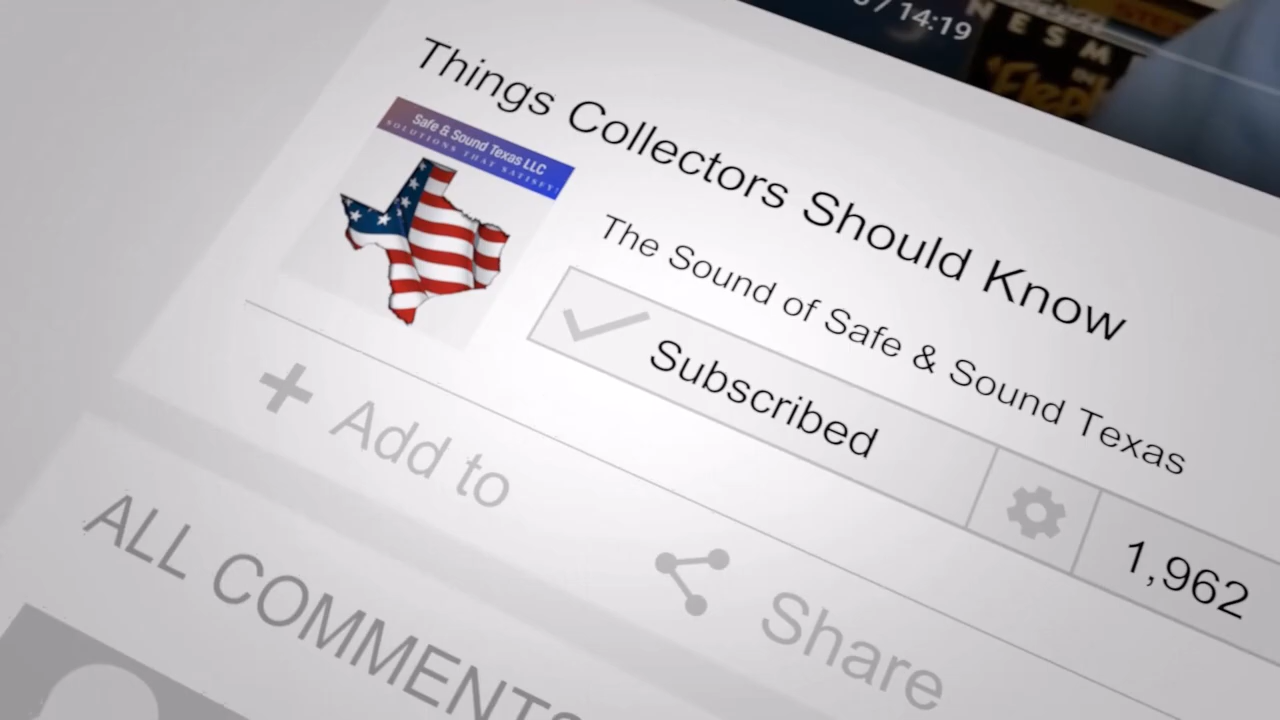 / 14:19
NESM
Things Collectors Should Know
Safe & Sound Texas LLC
SOLUTIONS THAT SATISFY!
The Sound of Safe & Sound Texas
Subscribed
1,962
Add to
Share
ALL COMMENTS